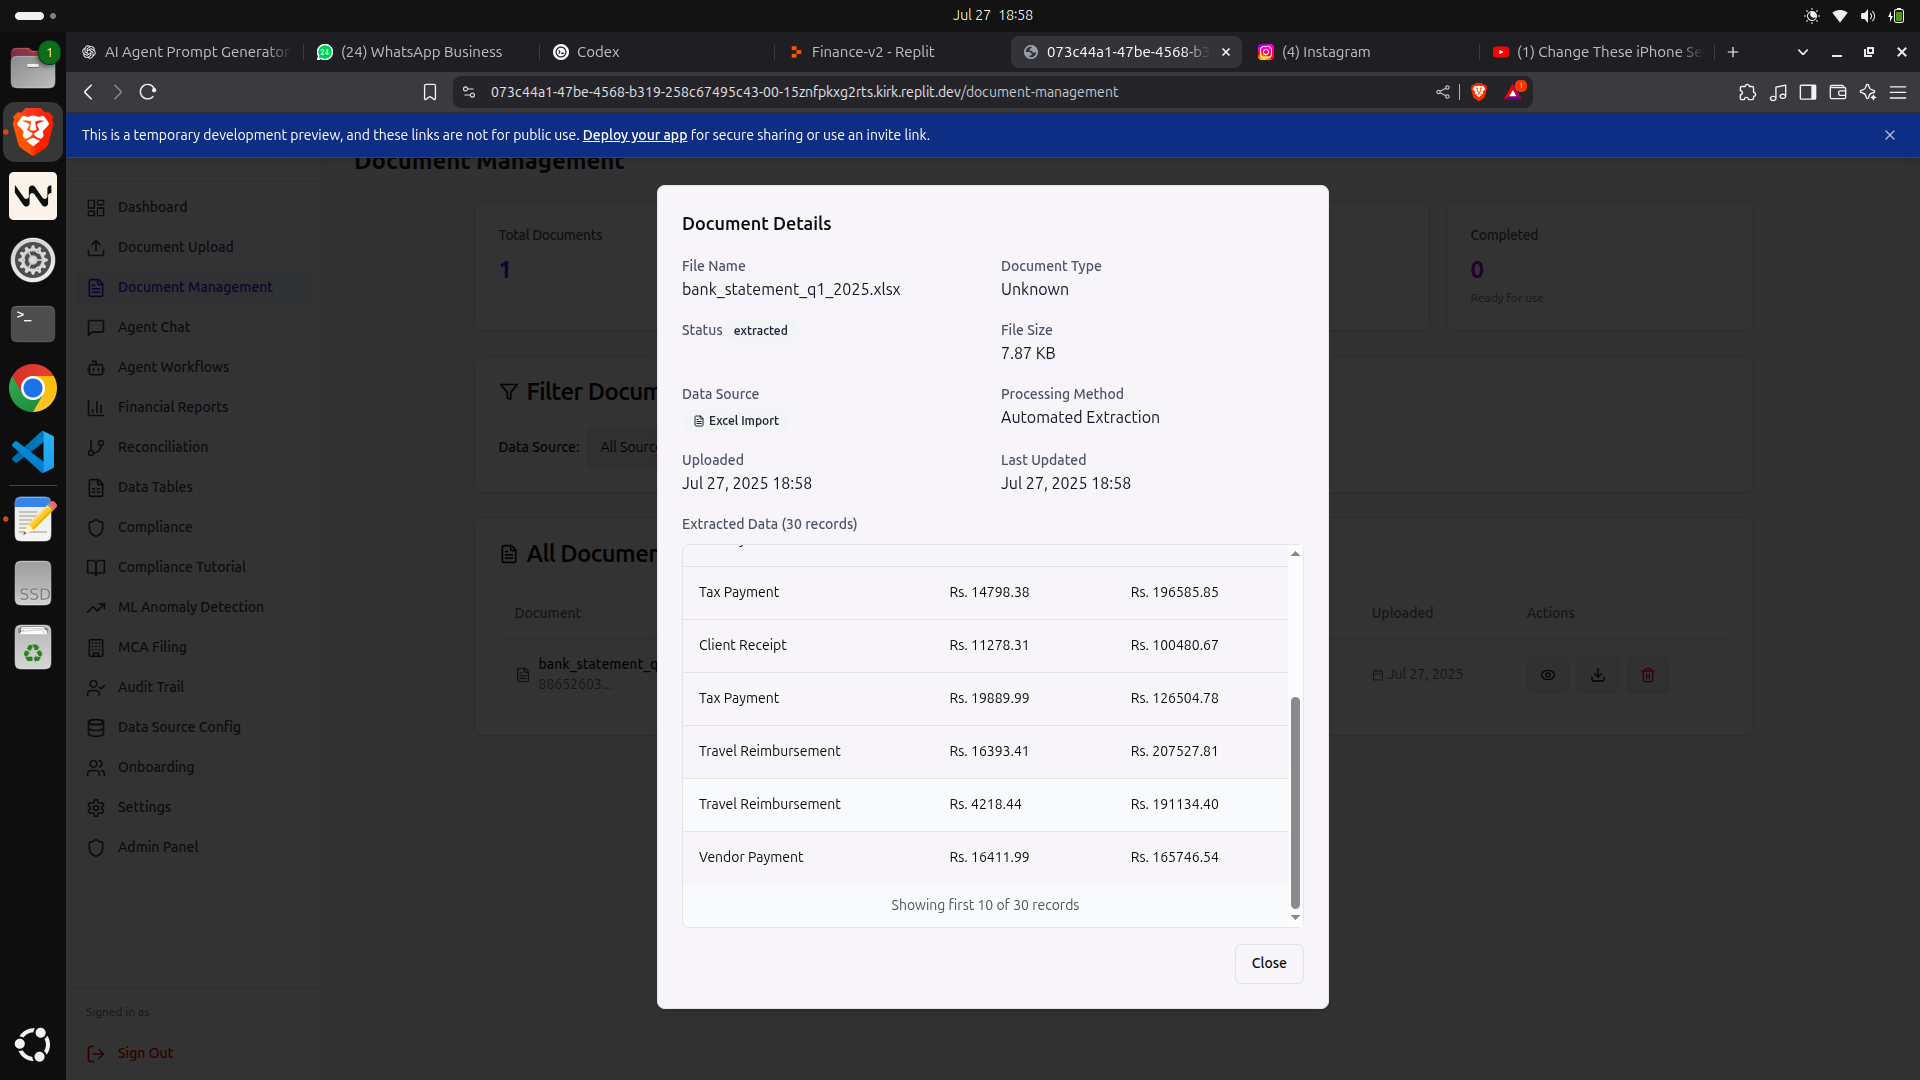 Jul 27 18:58
1
AI Agent Prompt Generator
(24) WhatsApp Business
Codex
Finance-v2 - Replit
073c44a1-47be-4568-b3
(4) Instagram
(1) Change These iPhone Se
073c44a1-47be-4568-b319-258c67495c43-00-15znfpkxg2rts.kirk.replit.dev/document-management
1
This is a temporary development preview, and these links are not for public use. Deploy your app for secure sharing or use an invite link.
Document Management
Dashboard
Document Upload
Document Management
Agent Chat
Agent Workflows
Financial Reports
Reconciliation
Data Tables
Compliance
Compliance Tutorial
ML Anomaly Detection
MCA Filing
Audit Trail
Data Source Config
Onboarding
Settings
Admin Panel
Signed in as
Sign Out
SSD
Total Documents
1
Completed
0
Ready for use
Filter Docum
Data Source: All Sourc
All Documen
Document
Uploaded
Actions
bank_statement_q
88652603...
Jul 27, 2025
Document Details
File Name
bank_statement_q1_2025.xlsx
Document Type
Unknown
Status extracted
File Size
7.87 KB
Data Source
Excel Import
Processing Method
Automated Extraction
Uploaded
Jul 27, 2025 18:58
Last Updated
Jul 27, 2025 18:58
Extracted Data (30 records)
Tax Payment Rs. 14798.38 Rs. 196585.85
Client Receipt Rs. 11278.31 Rs. 100480.67
Tax Payment Rs. 19889.99 Rs. 126504.78
Travel Reimbursement Rs. 16393.41 Rs. 207527.81
Travel Reimbursement Rs. 4218.44 Rs. 191134.40
Vendor Payment Rs. 16411.99 Rs. 165746.54
Showing first 10 of 30 records
Close